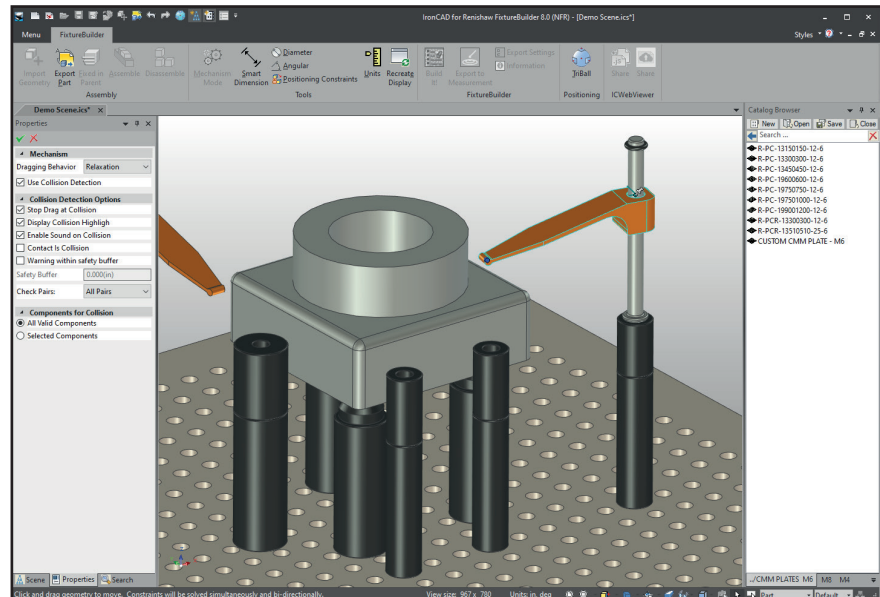 IronCAD for Renishaw FixtureBuilder 8.0 (NFR) - [Demo Scene.ics*]
Menu FixtureBuilder Styles
Import Geometry
Export Part
Load in Parent
Assemble
Disassemble
Mechanism Mode
Smart Dimension
Diameter
Angular
Positioning Constraints
Units
Recreate Display
Build It!
Export to Measurement
Export Settings
Information
TriBall
Share
Share
Assembly Tools FixtureBuilder Positioning ICWebViewer
Demo Scene.ics* X
Properties
Mechanism
Dragging Behavior Relaxation
Use Collision Detection
Collision Detection Options
Stop Drag at Collision
Display Collision Highligh
Enable Sound on Collision
Contact Is Collision
Warning within safety buffer
Safety Buffer 0.000(in)
Check Pairs: All Pairs
Components for Collision
All Valid Components
Selected Components
Catalog Browser
New Open Save Close
Search ...
R-PC-13150150-12-6
R-PC-13300300-12-6
R-PC-13450450-12-6
R-PC-19600600-12-6
R-PC-19750750-12-6
R-PC-197501000-12-6
R-PC-199001200-12-6
R-PCR-13300300-12-6
R-PCR-13510510-25-6
CUSTOM CMM PLATE - M6
Scene Properties Search
../CMM PLATES M6 M8 M4
Click and drag geometry to move. Constraints will be solved simultaneously and bi-directionally. View size: 967 x 780 Units: in, deg Part Default